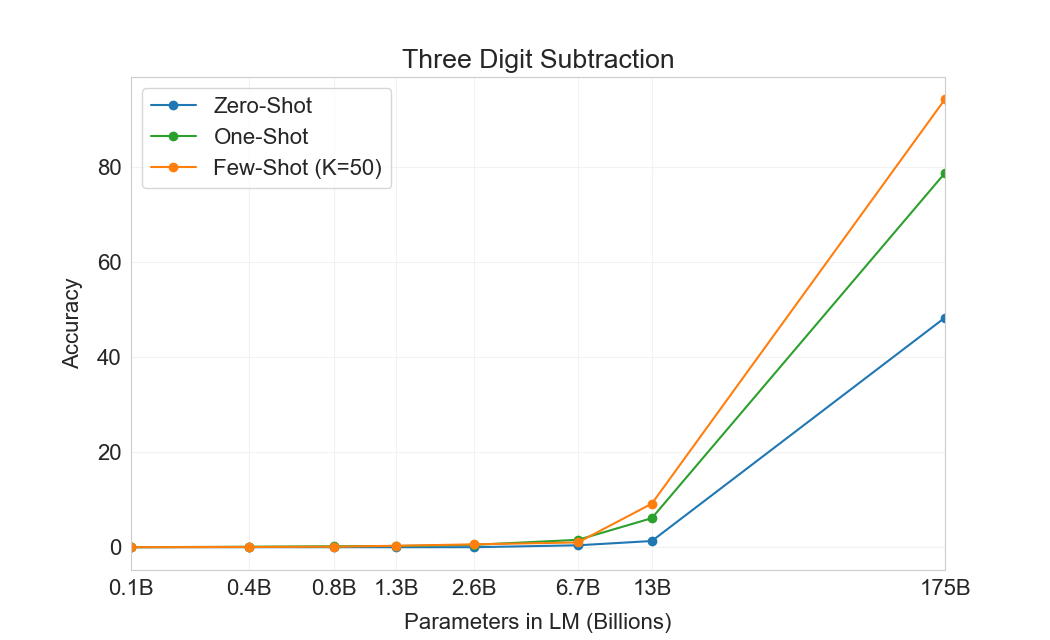 Three Digit Subtraction
Zero-Shot
One-Shot
Few-Shot (K=50)
80
60
40
20
0
Accuracy
0.1B 0.4B 0.8B 1.3B 2.6B 6.7B 13B 175B
Parameters in LM (Billions)